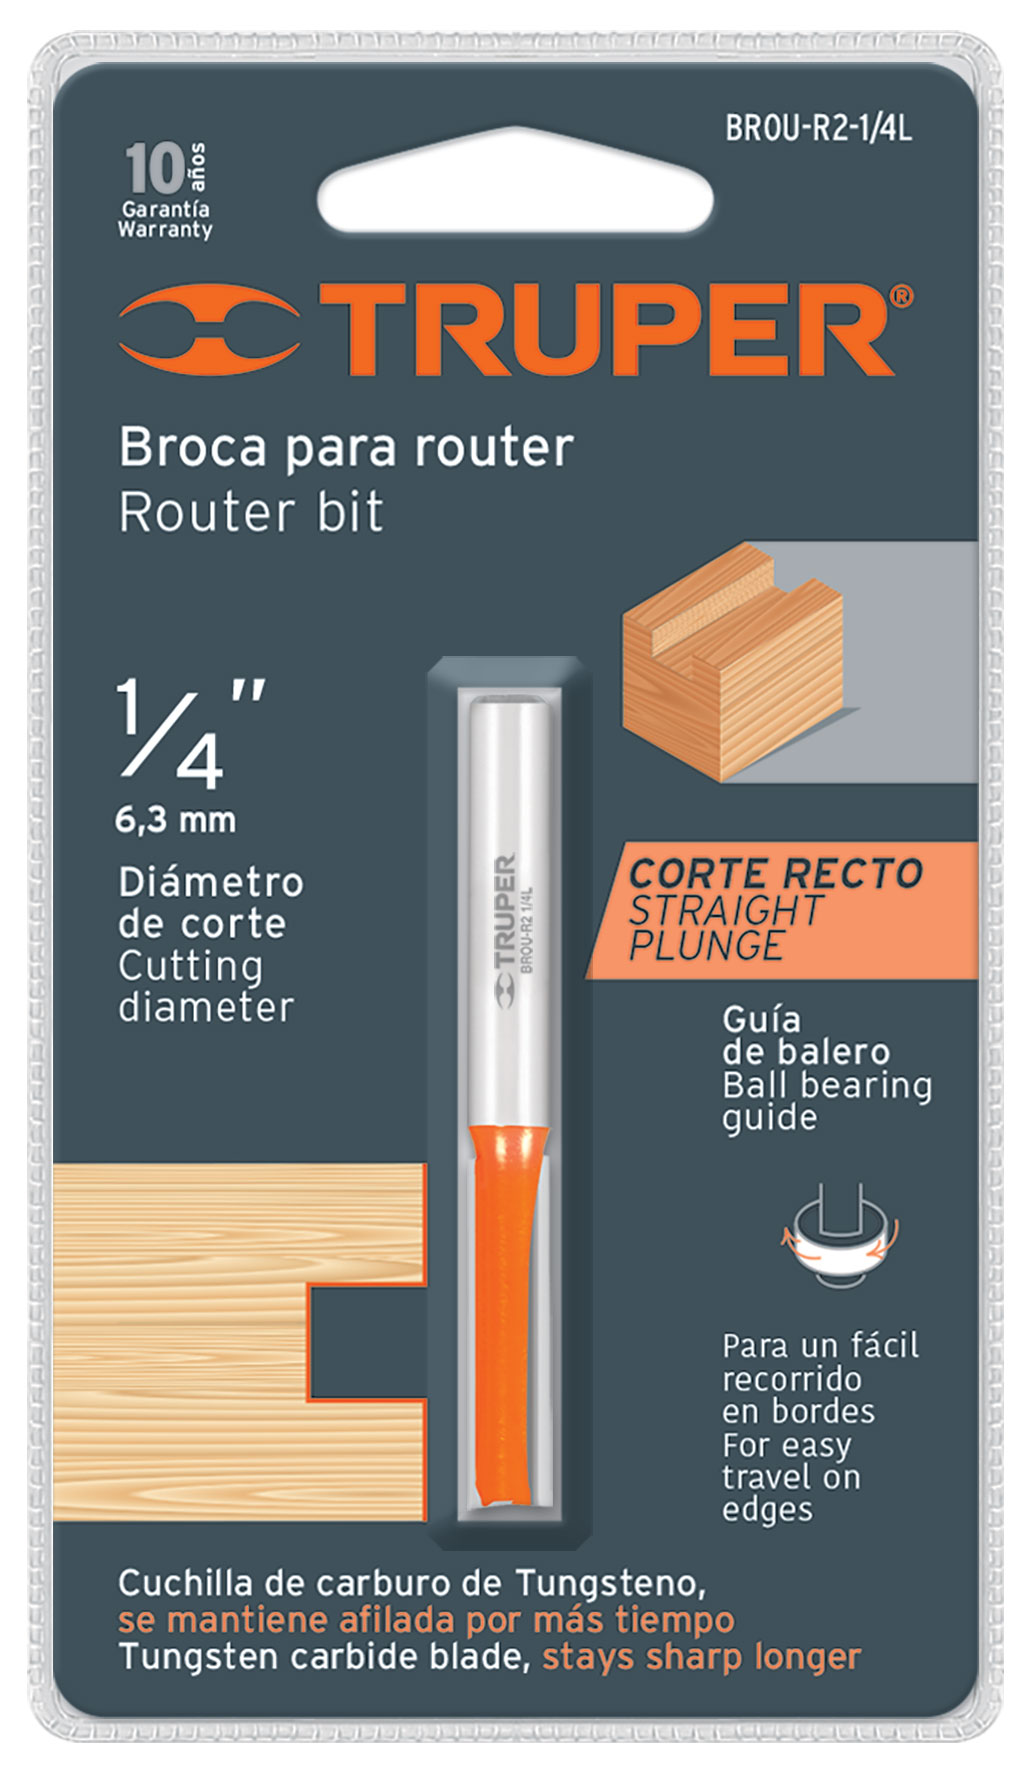 BROU-R2-1/4L
10 años
Garantía
Warranty
TRUPER®
Broca para router
Router bit
1/4"
6,3 mm
Diámetro
de corte
Cutting
diameter
TRUPER
BROU-R2 1/4L
CORTE RECTO
STRAIGHT
PLUNGE
Guía
de balero
Ball bearing
guide
Para un fácil
recorrido
en bordes
For easy
travel on
edges
Cuchilla de carburo de Tungsteno,
se mantiene afilada por más tiempo
Tungsten carbide blade, stays sharp longer